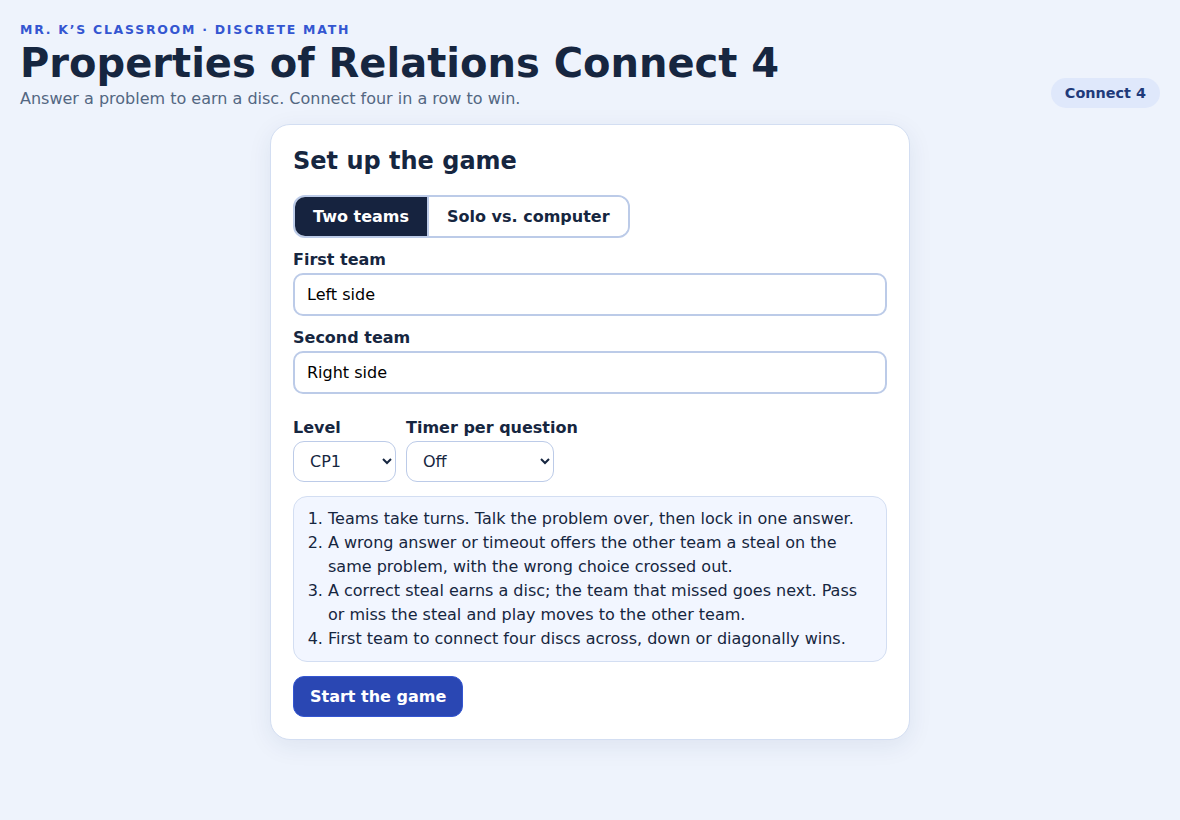 MR. K'S CLASSROOM · DISCRETE MATH
Properties of Relations Connect 4
Answer a problem to earn a disc. Connect four in a row to win.
Connect 4
Set up the game
Two teams
Solo vs. computer
First team
Left side
Second team
Right side
Level
Timer per question
CP1
Off
1. Teams take turns. Talk the problem over, then lock in one answer.
2. A wrong answer or timeout offers the other team a steal on the
same problem, with the wrong choice crossed out.
3. A correct steal earns a disc; the team that missed goes next. Pass
or miss the steal and play moves to the other team.
4. First team to connect four discs across, down or diagonally wins.
Start the game